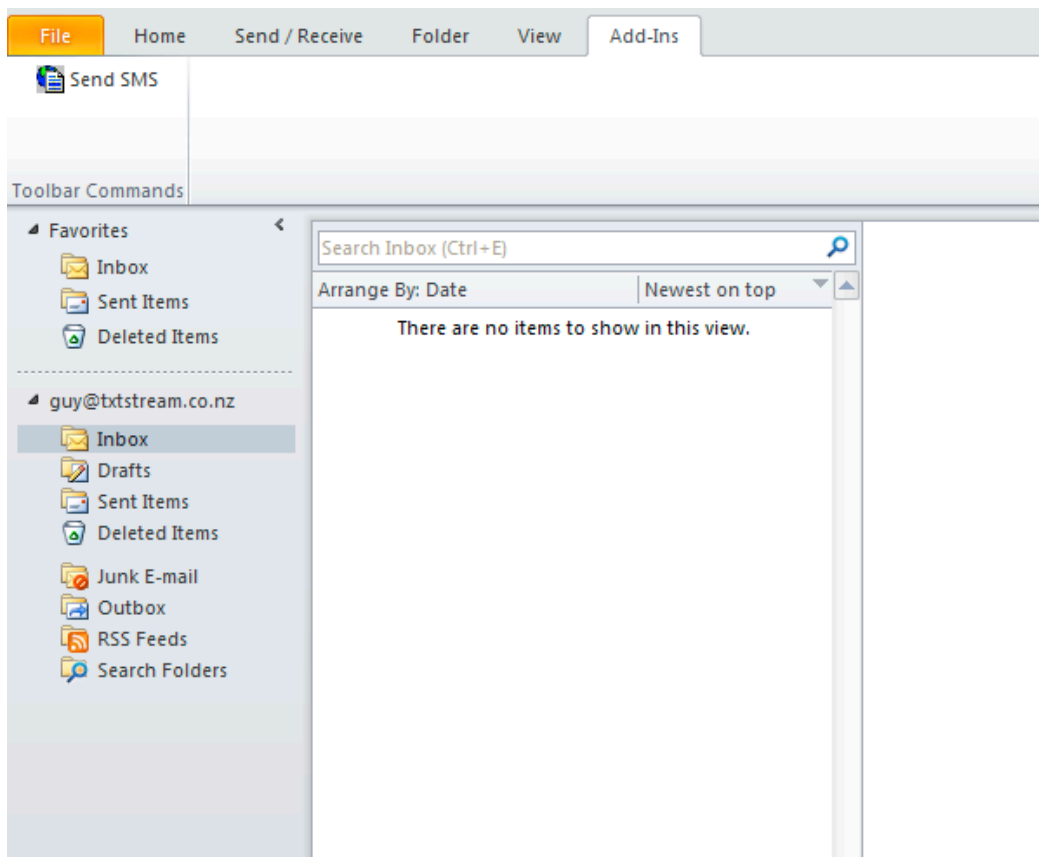 File Home Send / Receive Folder View Add-Ins
Send SMS
Toolbar Commands
Favorites
Inbox
Sent Items
Deleted Items
guy@txtstream.co.nz
Inbox
Drafts
Sent Items
Deleted Items
Junk E-mail
Outbox
RSS Feeds
Search Folders
Search Inbox (Ctrl+E)
Arrange By: Date Newest on top
There are no items to show in this view.